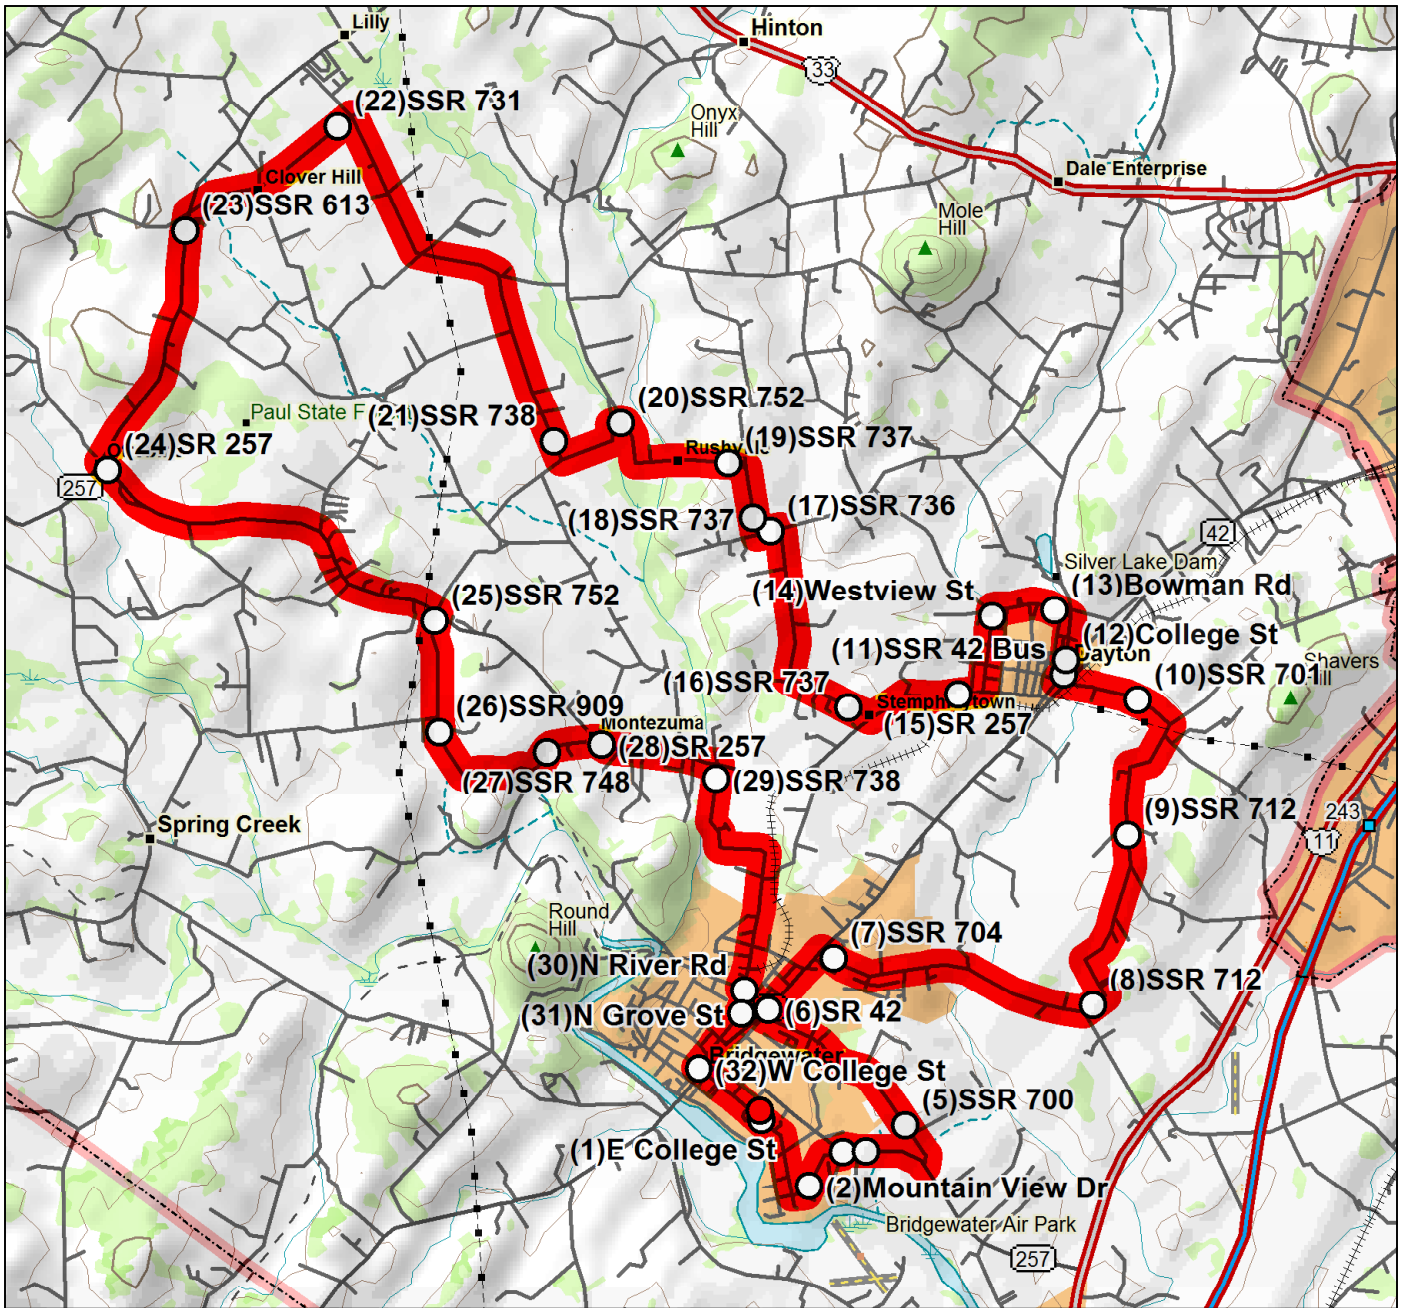 Lilly
Hinton
33
(22)SSR 731
Onyx
Hill
Dale Enterprise
Clover Hill
(23)SSR 613
Mole
Hill
(20)SSR 752
Paul State F
(21)SSR 738
(24)SR 257
(19)SSR 737
257
(17)SSR 736
(18)SSR 737
42
Silver Lake Dam
(14)Westview St
(13)Bowman Rd
(25)SSR 752
(12)College St
(11)SSR 42 Bus
Dayton
Shavers
Hill
(10)SSR 701
(16)SSR 737
(26)SSR 909
Montezuma
(15)SR 257
(28)SR 257
(27)SSR 748
(29)SSR 738
Spring Creek
(9)SSR 712
243
11
Round
Hill
(7)SSR 704
(30)N River Rd
(8)SSR 712
(31)N Grove St
(6)SR 42
Bridgewater
(32)W College St
(5)SSR 700
(1)E College St
(2)Mountain View Dr
Bridgewater Air Park
257